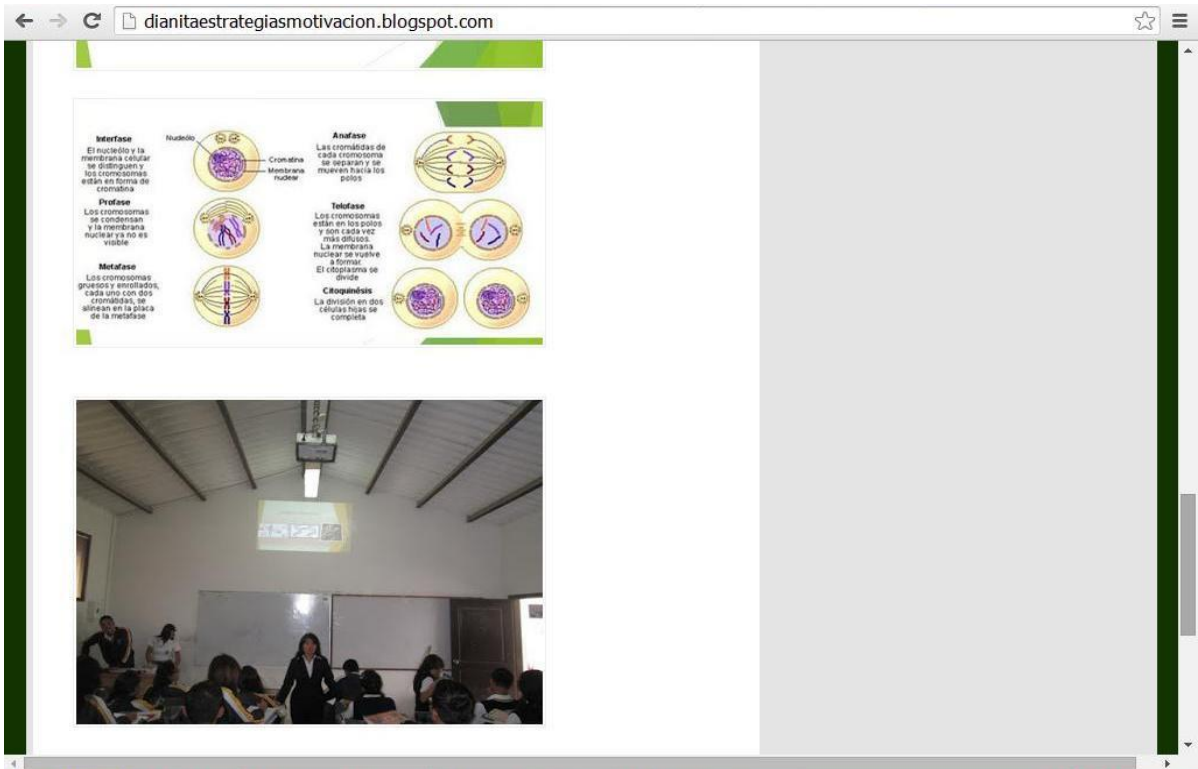 dianitaestrategiasmotivacion.blogspot.com
Interfase
El nucleólo y la
membrana celular
se distinguen y
los cromosomas
están en forma de
cromatina
Nucleólo
Cromatina
Membrana
nuclear
Profase
Los cromosomas
se condensan
y la membrana
nuclear ya no es
visible
Metafase
Los cromosomas
gruesos y enrollados,
cada uno con dos
cromátidas, se
alinean en la placa
de la metafase
Anafase
Las cromátidas de
cada cromosoma
se separan y se
mueven hacia los
polos
Telofase
Los cromosomas
están en los polos
y son cada vez
más difusos.
La membrana
nuclear se vuelve
a formar.
El citoplasma se
divide
Citoquinésis
La división en dos
células hijas se
completa